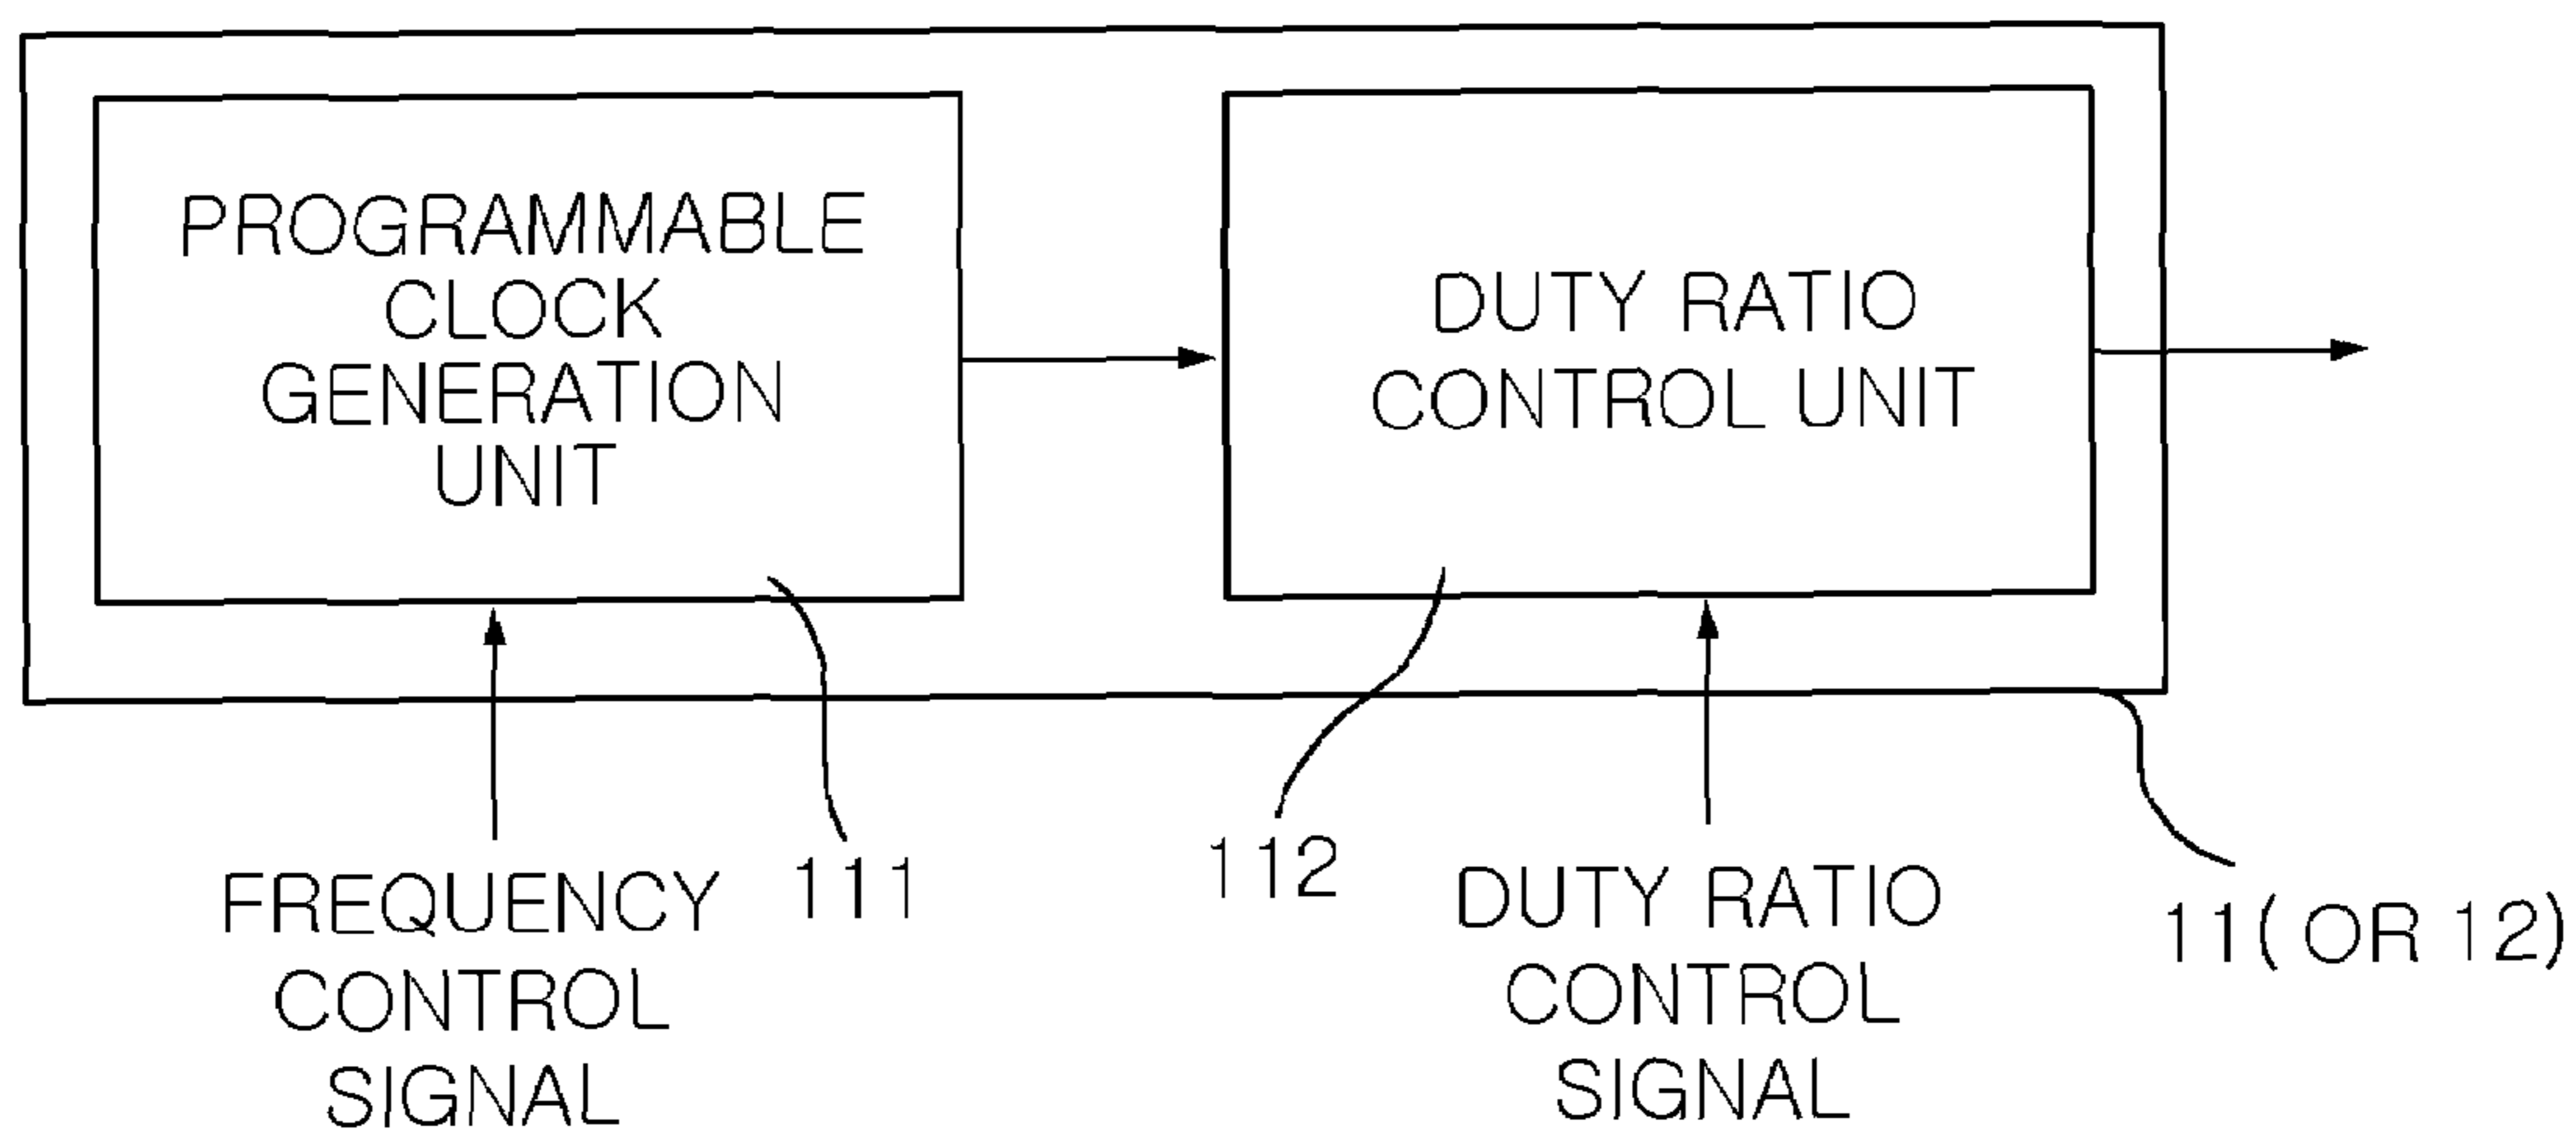 PROGRAMMABLE
CLOCK
GENERATION
UNIT
DUTY RATIO
CONTROL UNIT
FREQUENCY
CONTROL
SIGNAL
111
112
DUTY RATIO
CONTROL
SIGNAL
11( OR 12)